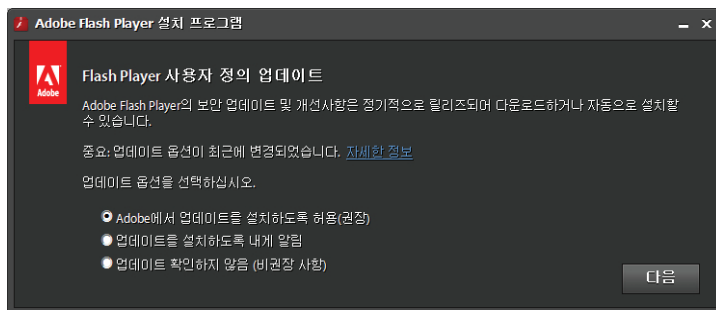 Adobe Flash Player 설치 프로그램
Adobe
Flash Player 사용자 정의 업데이트
Adobe Flash Player의 보안 업데이트 및 개선사항은 정기적으로 릴리즈되어 다운로드하거나 자동으로 설치할
수 있습니다.
중요: 업데이트 옵션이 최근에 변경되었습니다. 자세한 정보
업데이트 옵션을 선택하십시오.
Adobe에서 업데이트를 설치하도록 허용(권장)
업데이트를 설치하도록 내게 알림
업데이트 확인하지 않음 (비권장 사항)
다음